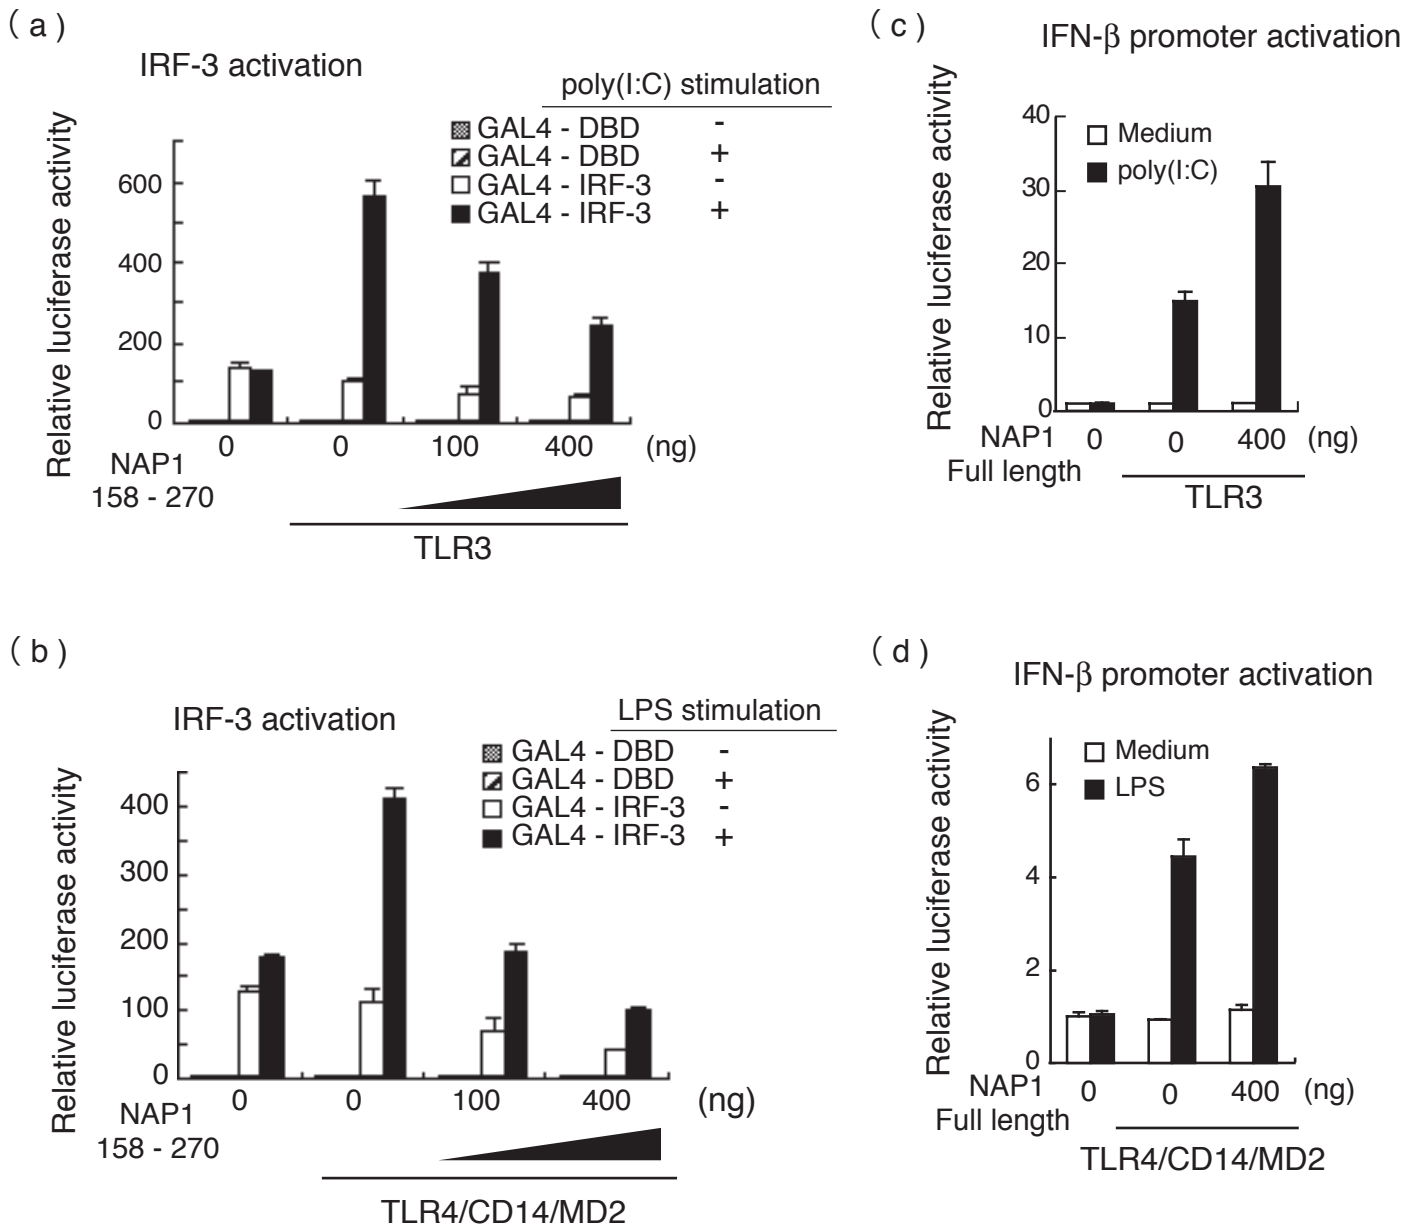 (a)
IRF-3 activation
poly(I:C) stimulation
GAL4 - DBD -
GAL4 - DBD +
GAL4 - IRF-3 -
GAL4 - IRF-3 +
Relative luciferase activity
600
400
200
0
0 0 100 400 (ng)
NAP1
158 - 270
TLR3
(b)
IRF-3 activation
LPS stimulation
GAL4 - DBD -
GAL4 - DBD +
GAL4 - IRF-3 -
GAL4 - IRF-3 +
Relative luciferase activity
400
300
200
100
0
0 0 100 400 (ng)
NAP1
158 - 270
TLR4/CD14/MD2
(c)
IFN-β promoter activation
Medium
poly(I:C)
Relative luciferase activity
40
30
20
10
0
NAP1 0 0 400 (ng)
Full length
TLR3
(d)
IFN-β promoter activation
Medium
LPS
Relative luciferase activity
6
4
2
0
NAP1 0 0 400 (ng)
Full length
TLR4/CD14/MD2